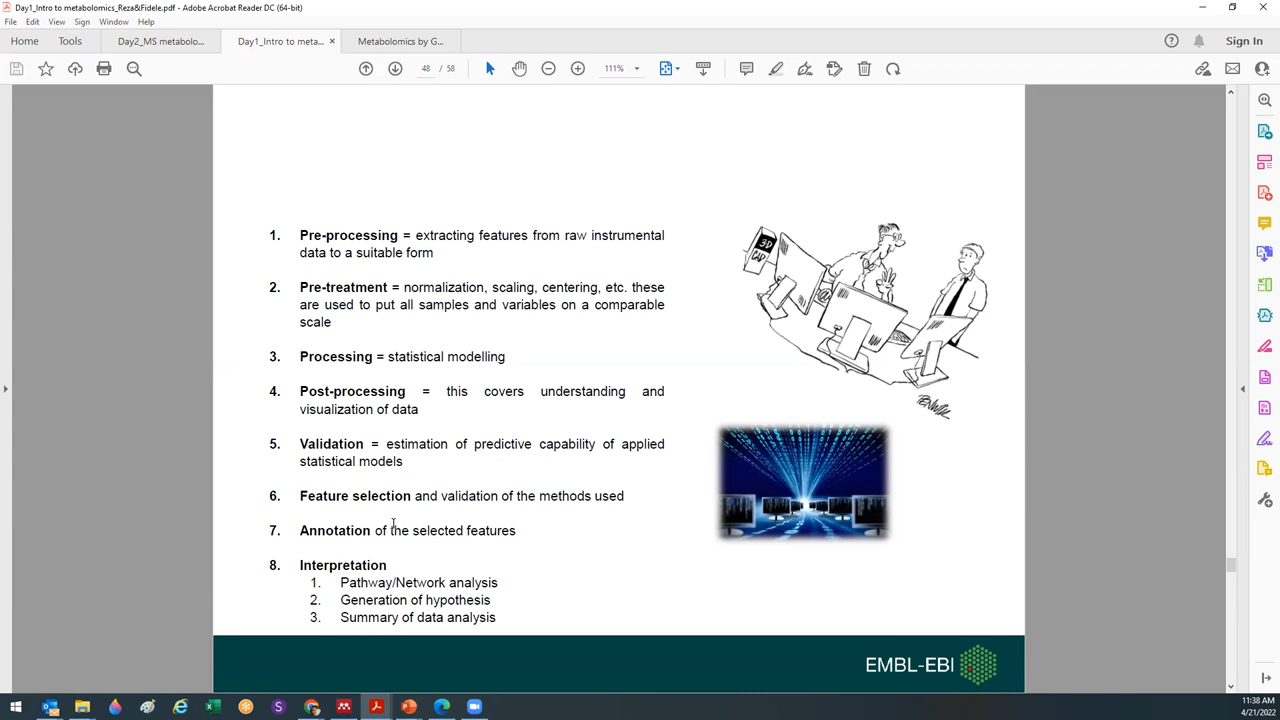 Day1_Intro to metabolomics_Reza&Fidele.pdf - Adobe Acrobat Reader DC (64-bit)
File Edit View Sign Window Help
Home Tools Day2_MS metabolo... Day1_Intro to meta... × Metabolomics by G... Sign In
48 / 58 111%
1. Pre-processing = extracting features from raw instrumental
data to a suitable form
2. Pre-treatment = normalization, scaling, centering, etc. these
are used to put all samples and variables on a comparable
scale
3. Processing = statistical modelling
4. Post-processing = this covers understanding and
visualization of data
5. Validation = estimation of predictive capability of applied
statistical models
6. Feature selection and validation of the methods used
7. Annotation of the selected features
8. Interpretation
1. Pathway/Network analysis
2. Generation of hypothesis
3. Summary of data analysis
3D
CAD
EMBL-EBI
11:38 AM
4/21/2022